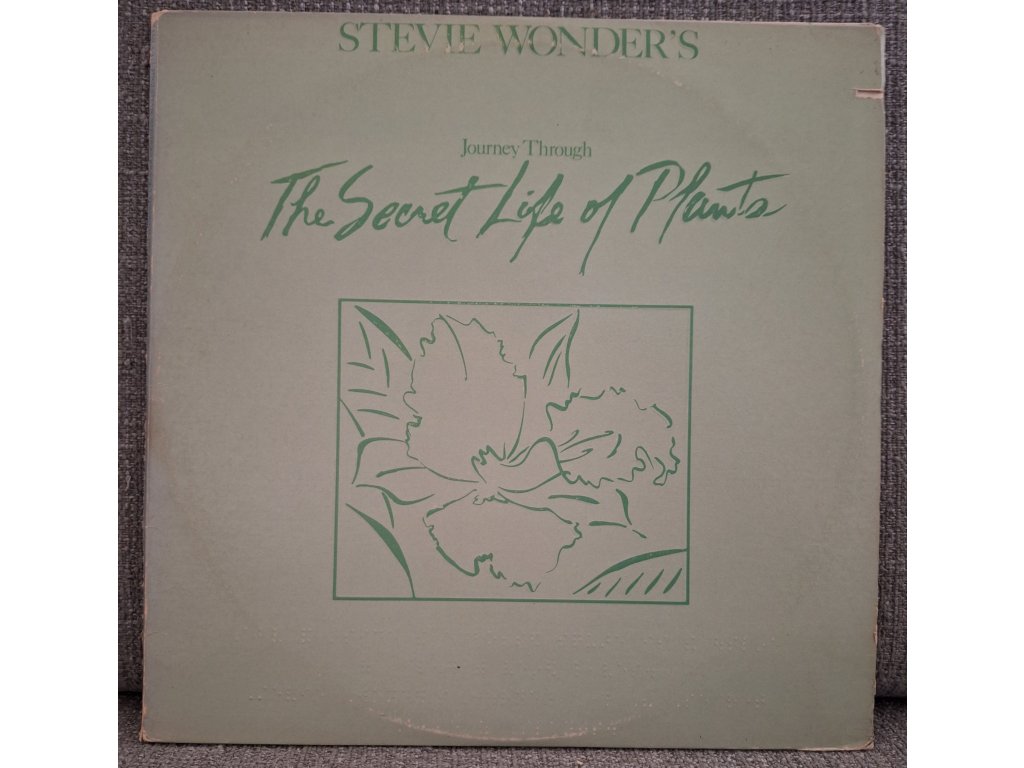 STEVIE WONDER'S
Journey Through
The Secret Life of Plants